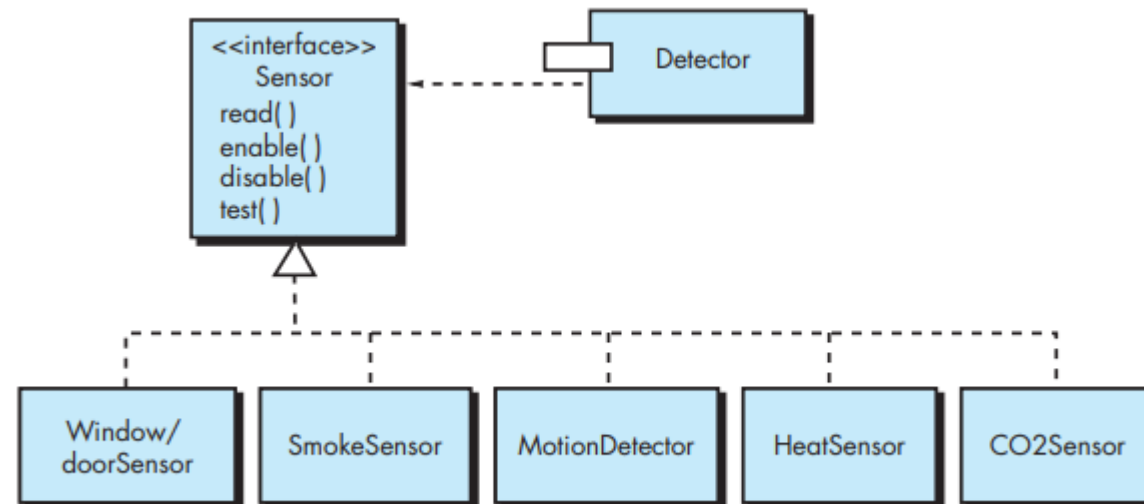 <<interface>>
Sensor
read( )
enable( )
disable( )
test( )
Detector
Window/
doorSensor
SmokeSensor
MotionDetector
HeatSensor
CO2Sensor